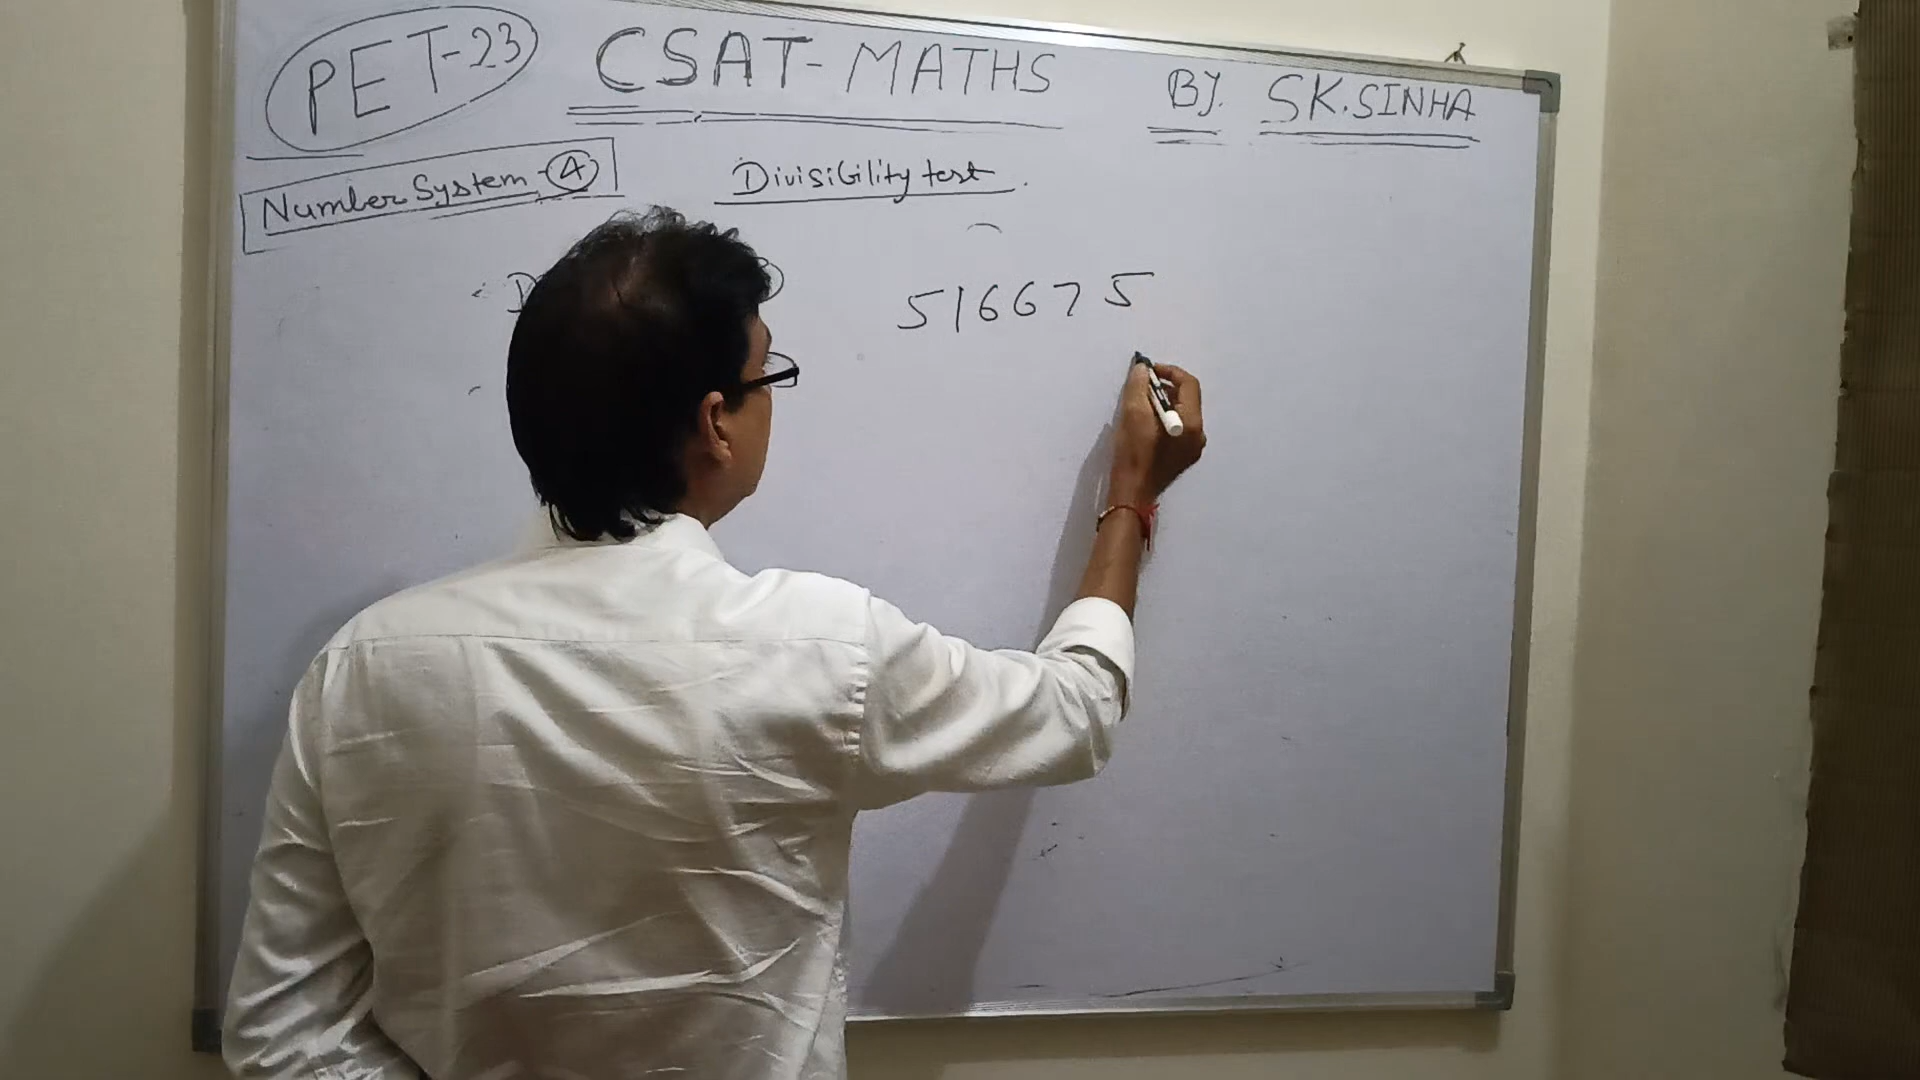 PET-23
CSAT-MATHS
BY. SK.SINHA
Number System-4
Divisibility test.
516675